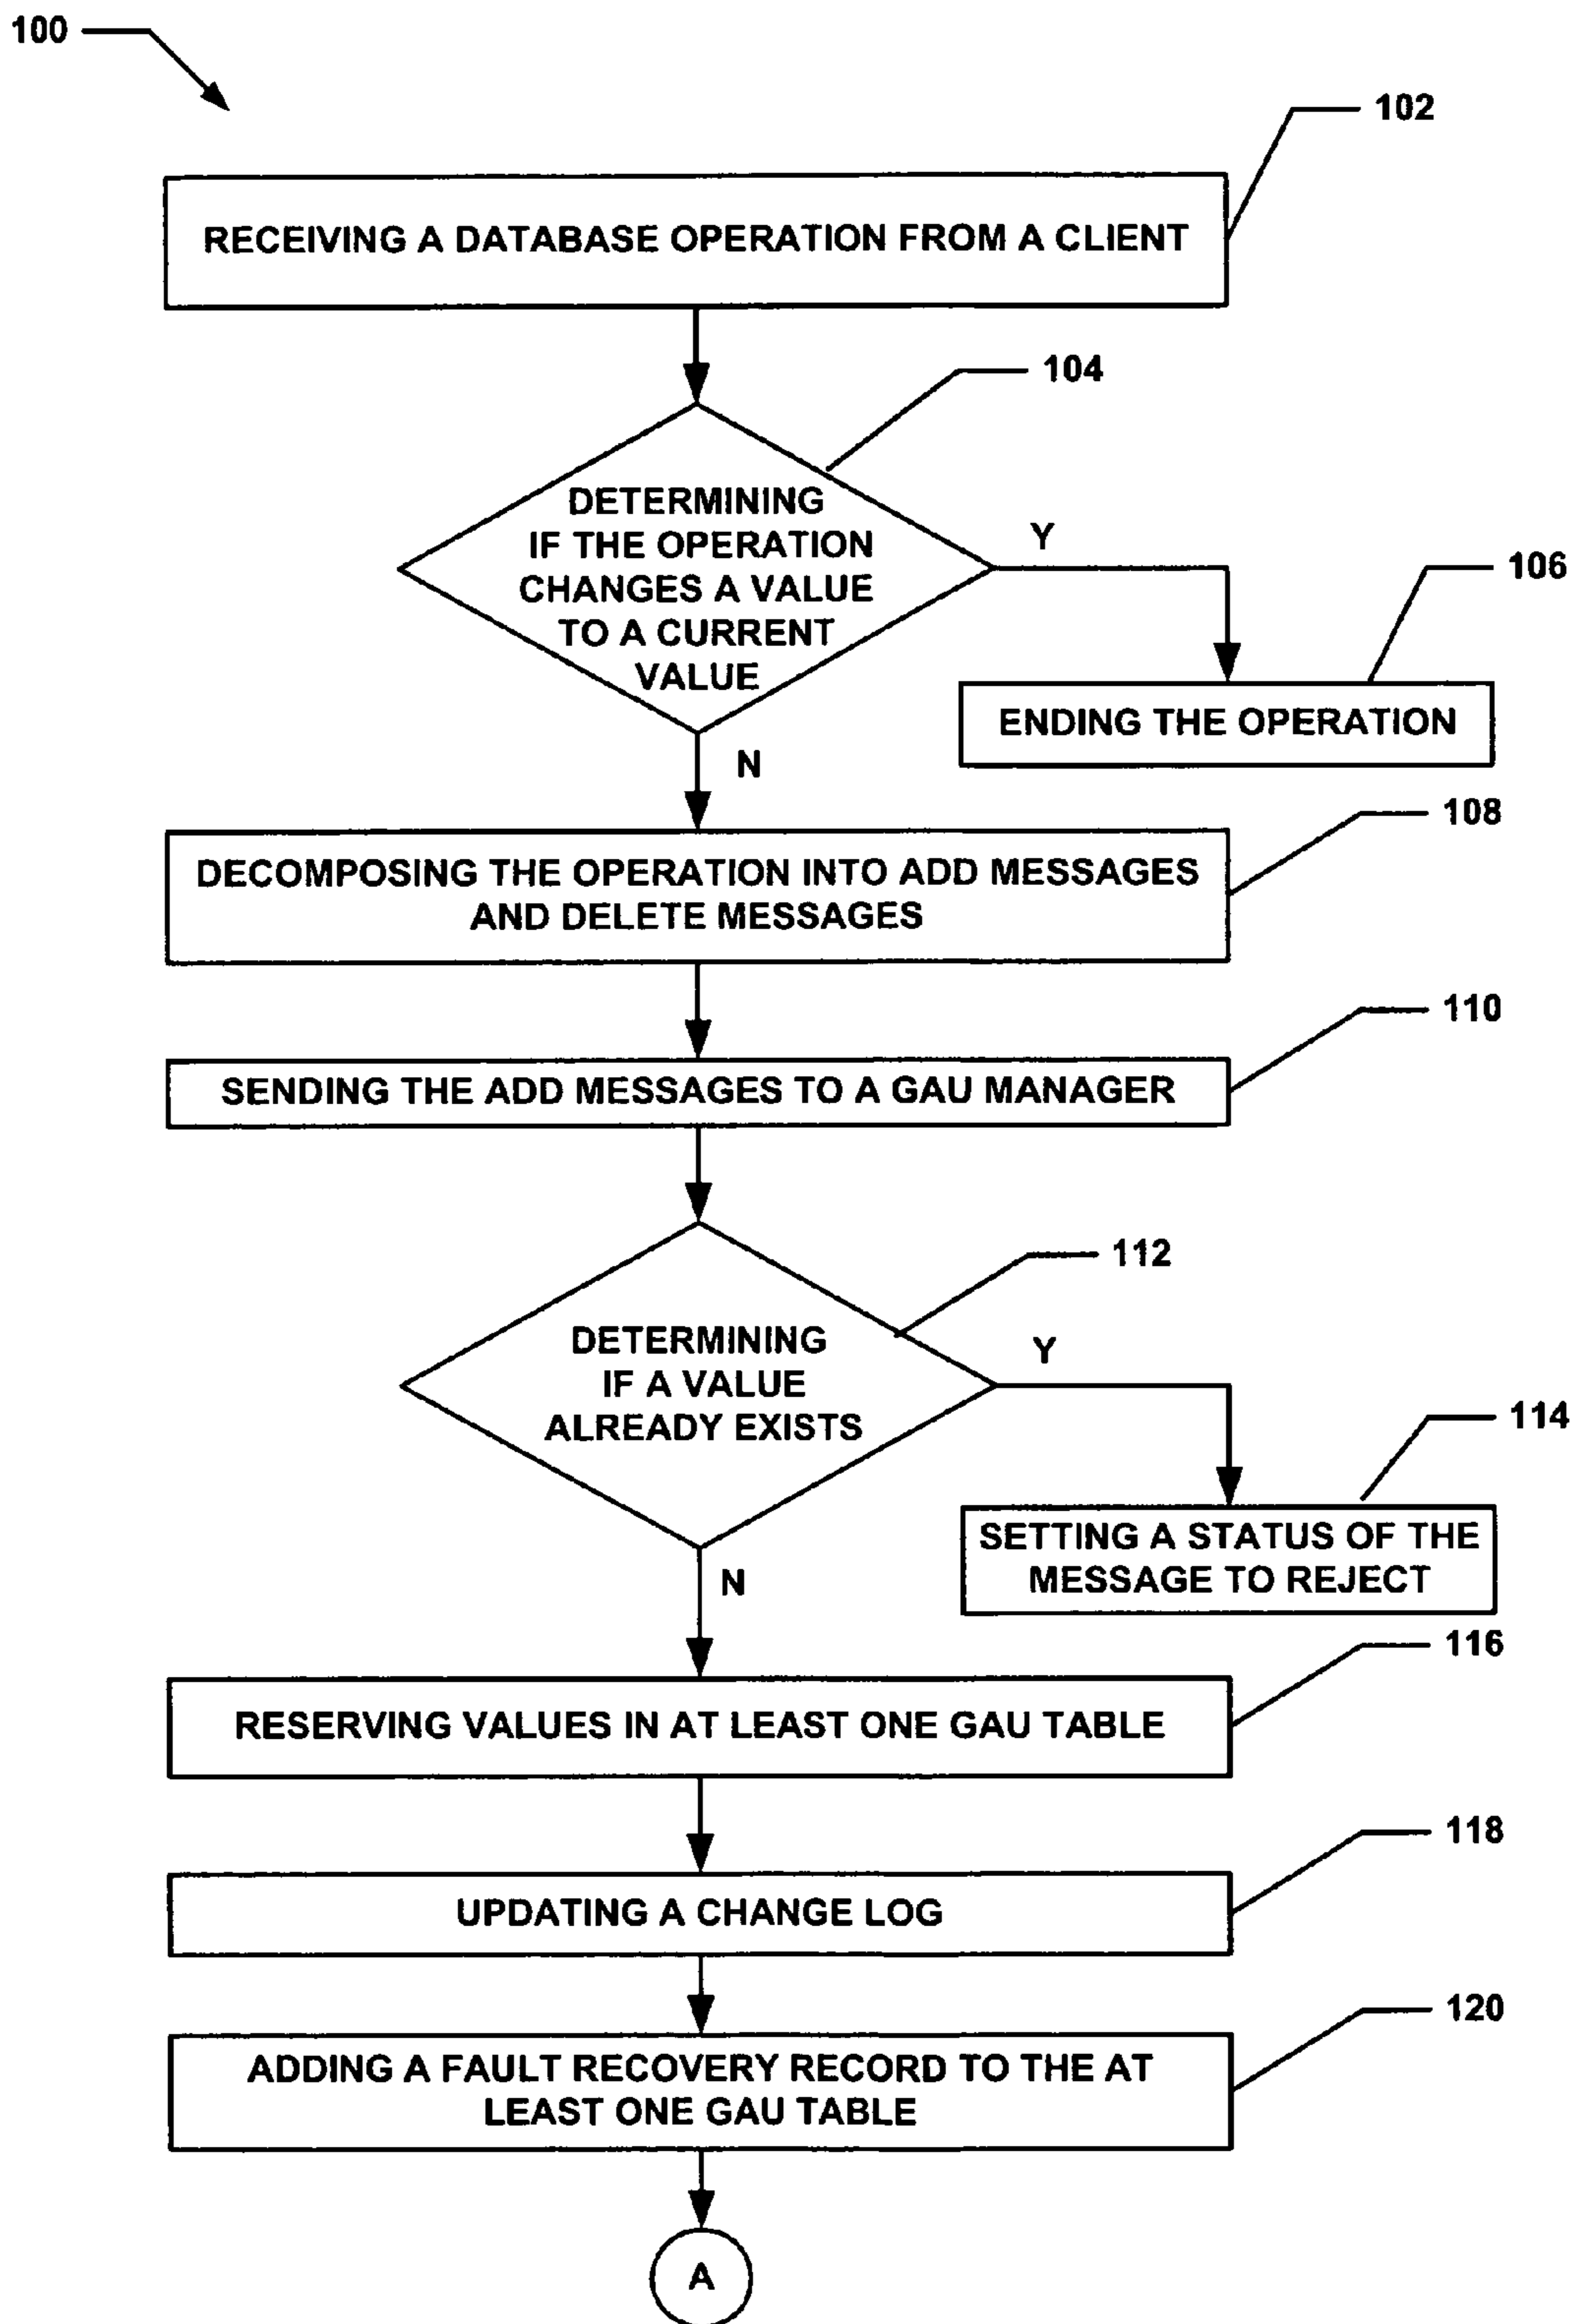 100
102
RECEIVING A DATABASE OPERATION FROM A CLIENT
104
DETERMINING
IF THE OPERATION
CHANGES A VALUE
TO A CURRENT
VALUE
Y
106
ENDING THE OPERATION
N
108
DECOMPOSING THE OPERATION INTO ADD MESSAGES
AND DELETE MESSAGES
110
SENDING THE ADD MESSAGES TO A GAU MANAGER
112
DETERMINING
IF A VALUE
ALREADY EXISTS
Y
114
SETTING A STATUS OF THE
MESSAGE TO REJECT
N
116
RESERVING VALUES IN AT LEAST ONE GAU TABLE
118
UPDATING A CHANGE LOG
120
ADDING A FAULT RECOVERY RECORD TO THE AT
LEAST ONE GAU TABLE
A